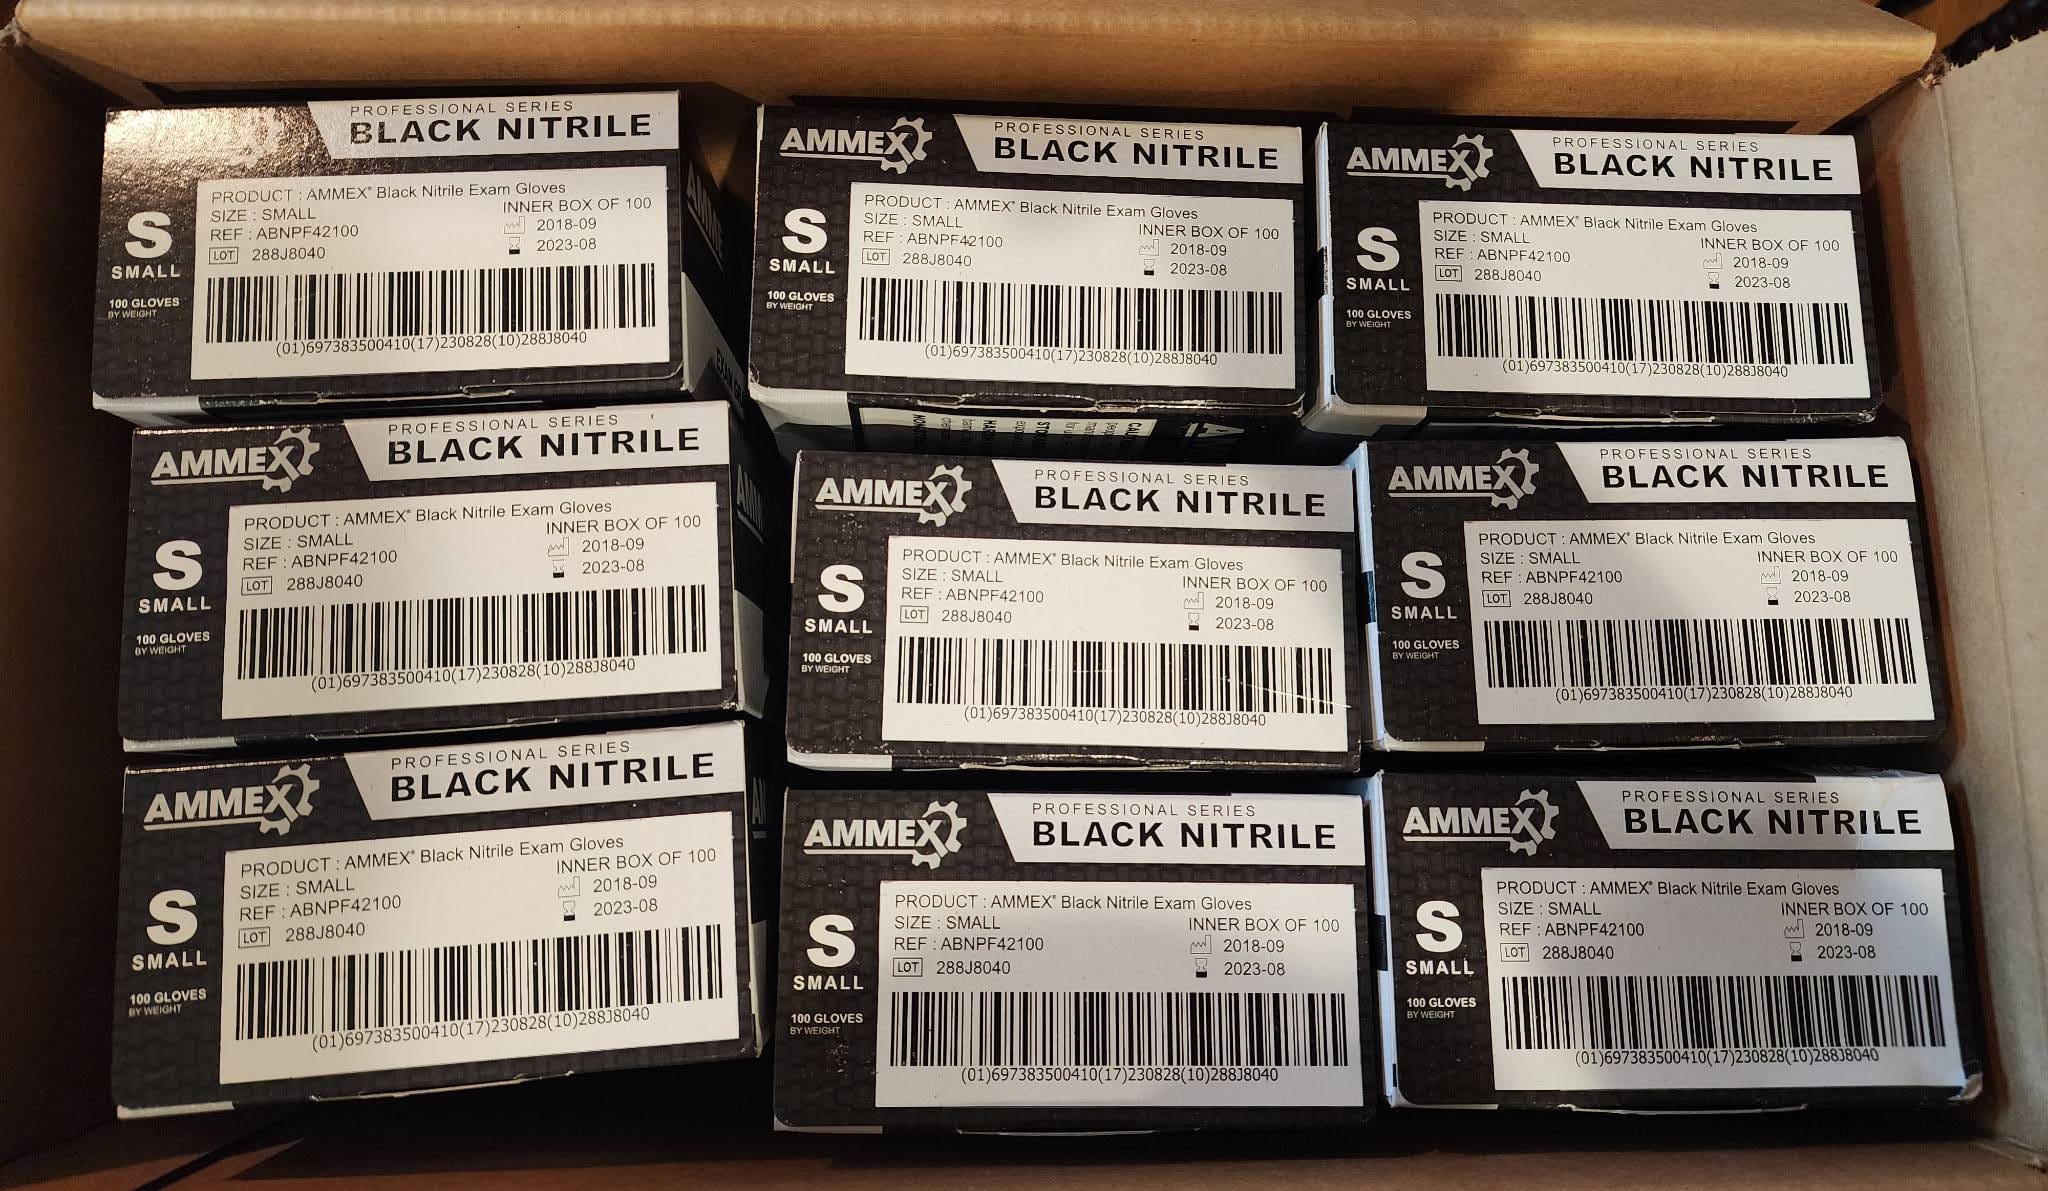 PROFESSIONAL SERIES
BLACK NITRILE
PRODUCT : AMMEX® Black Nitrile Exam Gloves
SIZE : SMALL
INNER BOX OF 100
REF : ABNPF42100
2018-09
LOT 288J8040
2023-08
S
SMALL
100 GLOVES
BY WEIGHT
(01)697383500410(17)230828(10)288J8040
AMMEX
PROFESSIONAL SERIES
BLACK NITRILE
PRODUCT : AMMEX® Black Nitrile Exam Gloves
SIZE : SMALL
INNER BOX OF 100
REF : ABNPF42100
2018-09
LOT 288J8040
2023-08
S
SMALL
100 GLOVES
BY WEIGHT
(01)697383500410(17)230828(10)288J8040
AMMEX
PROFESSIONAL SERIES
BLACK NITRILE
PRODUCT : AMMEX® Black Nitrile Exam Gloves
SIZE : SMALL
INNER BOX OF 100
REF : ABNPF42100
2018-09
LOT 288J8040
2023-08
S
SMALL
100 GLOVES
BY WEIGHT
(01)697383500410(17)230828(10)288J8040
AMMEX
PROFESSIONAL SERIES
BLACK NITRILE
PRODUCT : AMMEX® Black Nitrile Exam Gloves
SIZE : SMALL
INNER BOX OF 100
REF : ABNPF42100
2018-09
LOT 288J8040
2023-08
S
SMALL
100 GLOVES
BY WEIGHT
(01)697383500410(17)230828(10)288J8040
AMMEX
PROFESSIONAL SERIES
BLACK NITRILE
PRODUCT : AMMEX® Black Nitrile Exam Gloves
SIZE : SMALL
INNER BOX OF 100
REF : ABNPF42100
2018-09
LOT 288J8040
2023-08
S
SMALL
100 GLOVES
BY WEIGHT
(01)697383500410(17)230828(10)288J8040
AMMEX
PROFESSIONAL SERIES
BLACK NITRILE
PRODUCT : AMMEX® Black Nitrile Exam Gloves
SIZE : SMALL
INNER BOX OF 100
REF : ABNPF42100
2018-09
LOT 288J8040
2023-08
S
SMALL
100 GLOVES
BY WEIGHT
(01)697383500410(17)230828(10)288J8040
AMMEX
PROFESSIONAL SERIES
BLACK NITRILE
PRODUCT : AMMEX® Black Nitrile Exam Gloves
SIZE : SMALL
INNER BOX OF 100
REF : ABNPF42100
2018-09
LOT 288J8040
2023-08
S
SMALL
100 GLOVES
BY WEIGHT
(01)697383500410(17)230828(10)288J8040
AMMEX
PROFESSIONAL SERIES
BLACK NITRILE
PRODUCT : AMMEX® Black Nitrile Exam Gloves
SIZE : SMALL
INNER BOX OF 100
REF : ABNPF42100
2018-09
LOT 288J8040
2023-08
S
SMALL
100 GLOVES
BY WEIGHT
(01)697383500410(17)230828(10)288J8040
AMMEX
PROFESSIONAL SERIES
BLACK NITRILE
PRODUCT : AMMEX® Black Nitrile Exam Gloves
SIZE : SMALL
INNER BOX OF 100
REF : ABNPF42100
2018-09
LOT 288J8040
2023-08
S
SMALL
100 GLOVES
BY WEIGHT
(01)697383500410(17)230828(10)288J8040